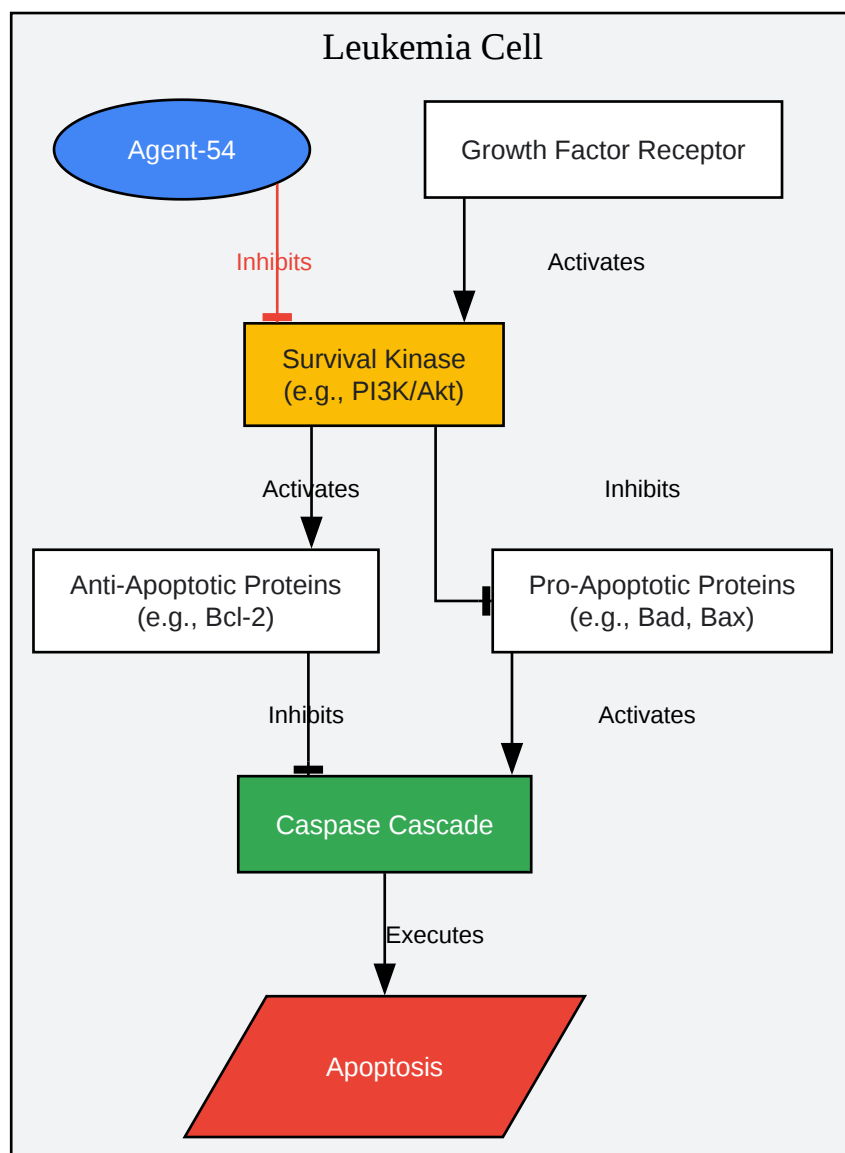 Leukemia Cell
Agent-54
Growth Factor Receptor
Inhibits
Activates
Survival Kinase
(e.g., PI3K/Akt)
Activates
Inhibits
Anti-Apoptotic Proteins
(e.g., Bcl-2)
Pro-Apoptotic Proteins
(e.g., Bad, Bax)
Inhibits
Activates
Caspase Cascade
Executes
Apoptosis